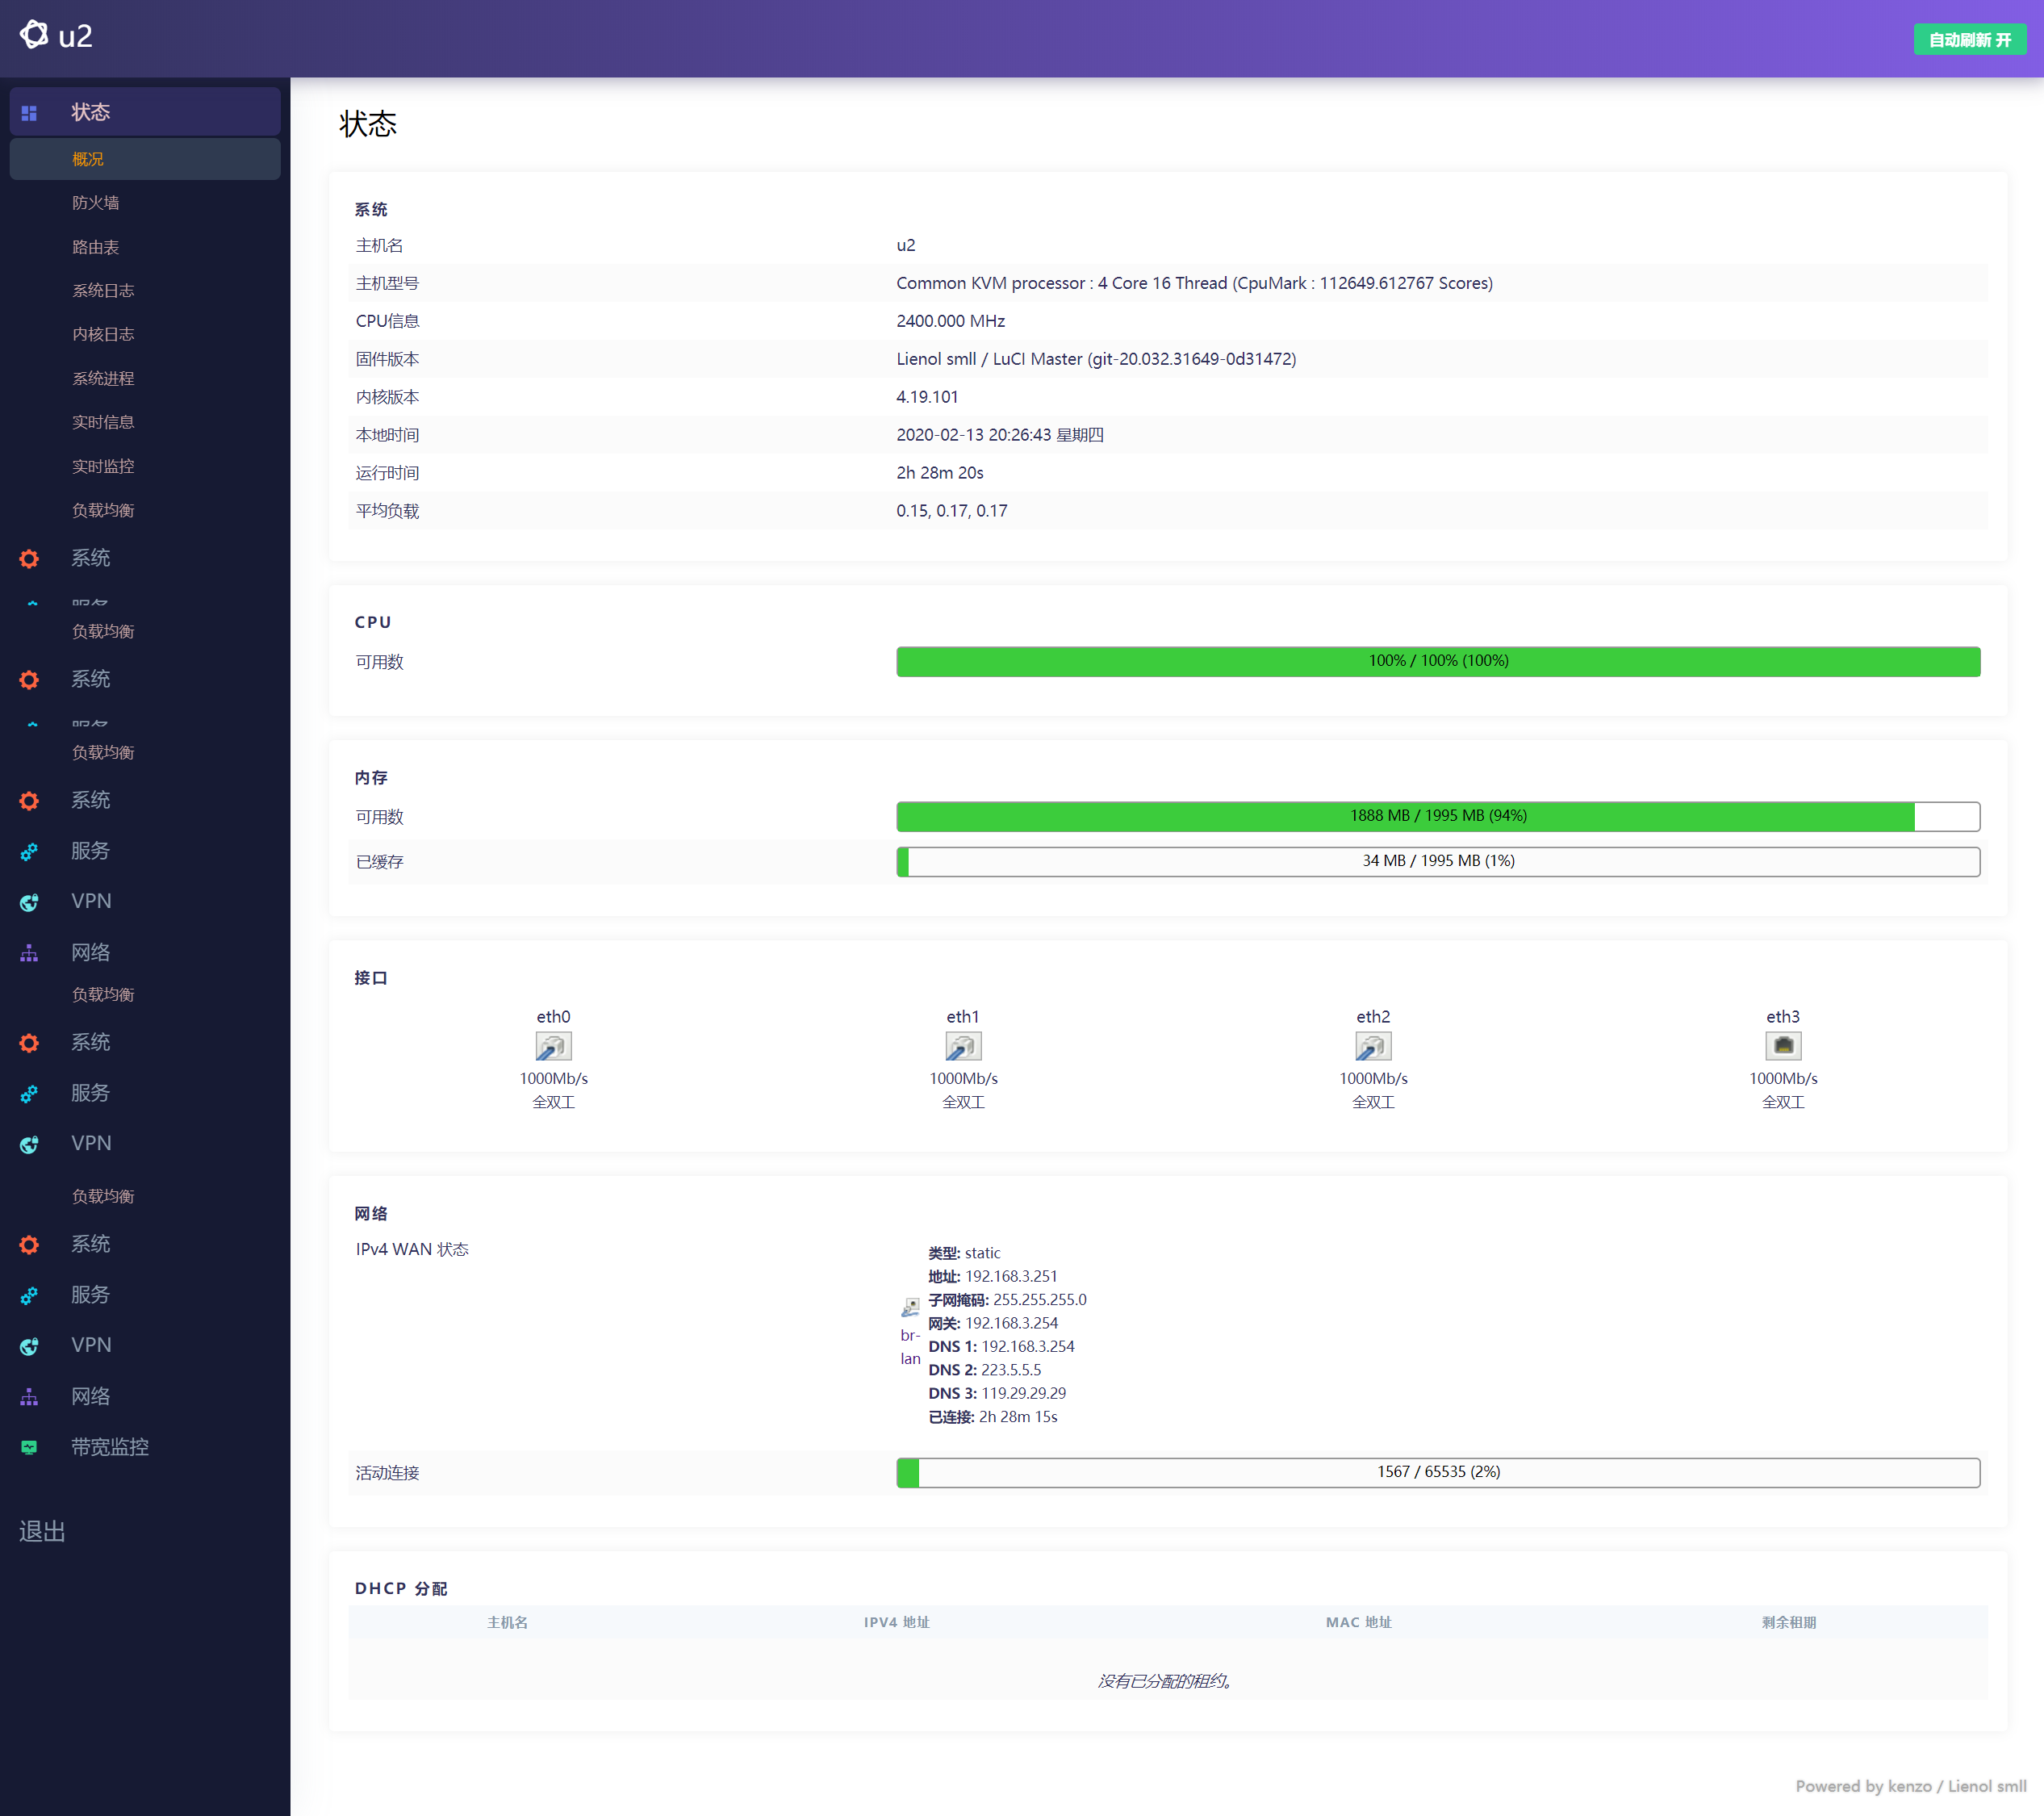 u2
自动刷新 开
状态
概况
防火墙
路由表
系统日志
内核日志
系统进程
实时信息
实时监控
负载均衡
系统
服务
负载均衡
系统
服务
负载均衡
系统
服务
VPN
网络
负载均衡
系统
服务
VPN
负载均衡
系统
服务
VPN
网络
带宽监控
退出
状态
系统
主机名 u2
主机型号 Common KVM processor : 4 Core 16 Thread (CpuMark : 112649.612767 Scores)
CPU信息 2400.000 MHz
固件版本 Lienol smll / LuCI Master (git-20.032.31649-0d31472)
内核版本 4.19.101
本地时间 2020-02-13 20:26:43 星期四
运行时间 2h 28m 20s
平均负载 0.15, 0.17, 0.17
CPU
可用数 100% / 100% (100%)
内存
可用数 1888 MB / 1995 MB (94%)
已缓存 34 MB / 1995 MB (1%)
接口
eth0 eth1 eth2 eth3
1000Mb/s 1000Mb/s 1000Mb/s 1000Mb/s
全双工 全双工 全双工 全双工
网络
IPv4 WAN 状态
br-
lan
类型: static
地址: 192.168.3.251
子网掩码: 255.255.255.0
网关: 192.168.3.254
DNS 1: 192.168.3.254
DNS 2: 223.5.5.5
DNS 3: 119.29.29.29
已连接: 2h 28m 15s
活动连接 1567 / 65535 (2%)
DHCP 分配
主机名 IPV4 地址 MAC 地址 剩余租期
没有已分配的租约。
Powered by kenzo / Lienol smll